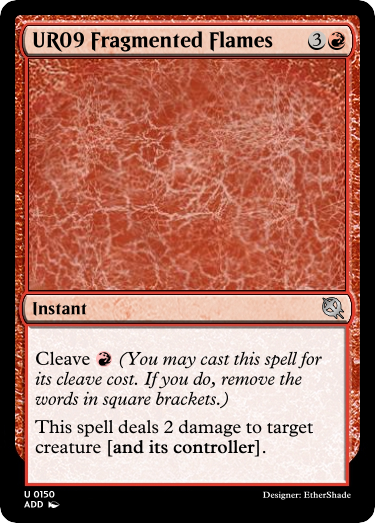 UR09 Fragmented Flames 3
Instant
Cleave (You may cast this spell for
its cleave cost. If you do, remove the
words in square brackets.)
This spell deals 2 damage to target
creature [and its controller].
U 0150
ADD
Designer: EtherShade